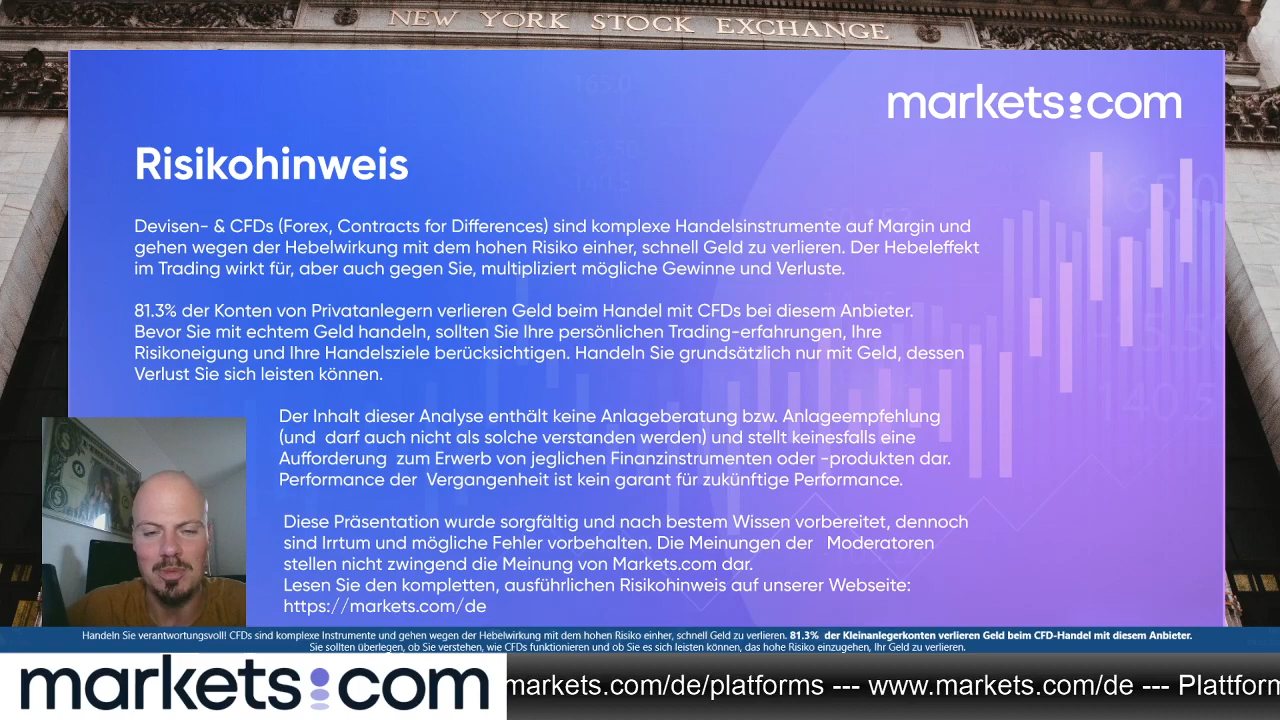 NEW YORK STOCK EXCHANGE
markets:com
Risikohinweis
Devisen- & CFDs (Forex, Contracts for Differences) sind komplexe Handelsinstrumente auf Margin und
gehen wegen der Hebelwirkung mit dem hohen Risiko einher, schnell Geld zu verlieren. Der Hebeleffekt
im Trading wirkt für, aber auch gegen Sie, multipliziert mögliche Gewinne und Verluste.
81.3% der Konten von Privatanlegern verlieren Geld beim Handel mit CFDs bei diesem Anbieter.
Bevor Sie mit echtem Geld handeln, sollten Sie Ihre persönlichen Trading-erfahrungen, Ihre
Risikoneigung und Ihre Handelsziele berücksichtigen. Handeln Sie grundsätzlich nur mit Geld, dessen
Verlust Sie sich leisten können.
Der Inhalt dieser Analyse enthält keine Anlageberatung bzw. Anlageempfehlung
(und darf auch nicht als solche verstanden werden) und stellt keinesfalls eine
Aufforderung zum Erwerb von jeglichen Finanzinstrumenten oder -produkten dar.
Performance der Vergangenheit ist kein garant für zukünftige Performance.
Diese Präsentation wurde sorgfältig und nach bestem Wissen vorbereitet, dennoch
sind Irrtum und mögliche Fehler vorbehalten. Die Meinungen der Moderatoren
stellen nicht zwingend die Meinung von Markets.com dar.
Lesen Sie den kompletten, ausführlichen Risikohinweis auf unserer Webseite:
https://markets.com/de
Handeln Sie verantwortungsvoll! CFDs sind komplexe Instrumente und gehen wegen der Hebelwirkung mit dem hohen Risiko einher, schnell Geld zu verlieren. 81.3% der Kleinanlegerkonten verlieren Geld beim CFD-Handel mit diesem Anbieter.
Sie sollten überlegen, ob Sie verstehen, wie CFDs funktionieren und ob Sie es sich leisten können, das hohe Risiko einzugehen, Ihr Geld zu verlieren.
markets:com
markets.com/de/platforms --- www.markets.com/de --- Plattform